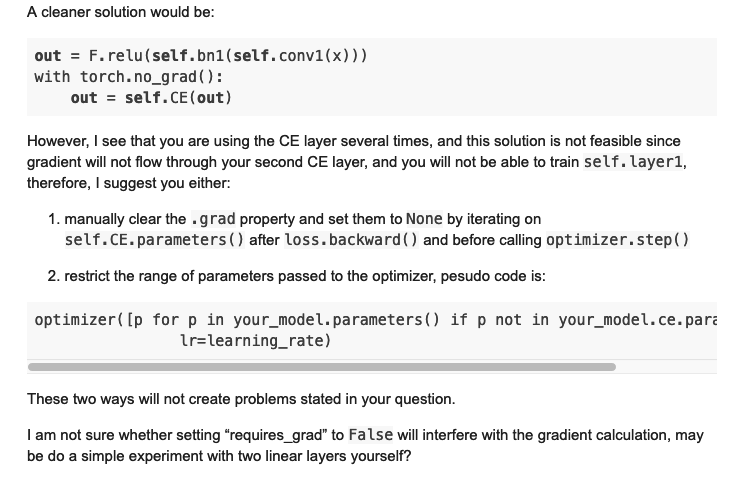 A cleaner solution would be:
out = F.relu(self.bn1(self.conv1(x)))
with torch.no_grad():
    out = self.CE(out)
However, I see that you are using the CE layer several times, and this solution is not feasible since
gradient will not flow through your second CE layer, and you will not be able to train self.layer1,
therefore, I suggest you either:
1. manually clear the .grad property and set them to None by iterating on
self.CE.parameters() after loss.backward() and before calling optimizer.step()
2. restrict the range of parameters passed to the optimizer, pesudo code is:
optimizer([p for p in your_model.parameters() if p not in your_model.ce.para
lr=learning_rate)
These two ways will not create problems stated in your question.
I am not sure whether setting “requires_grad” to False will interfere with the gradient calculation, may
be do a simple experiment with two linear layers yourself?